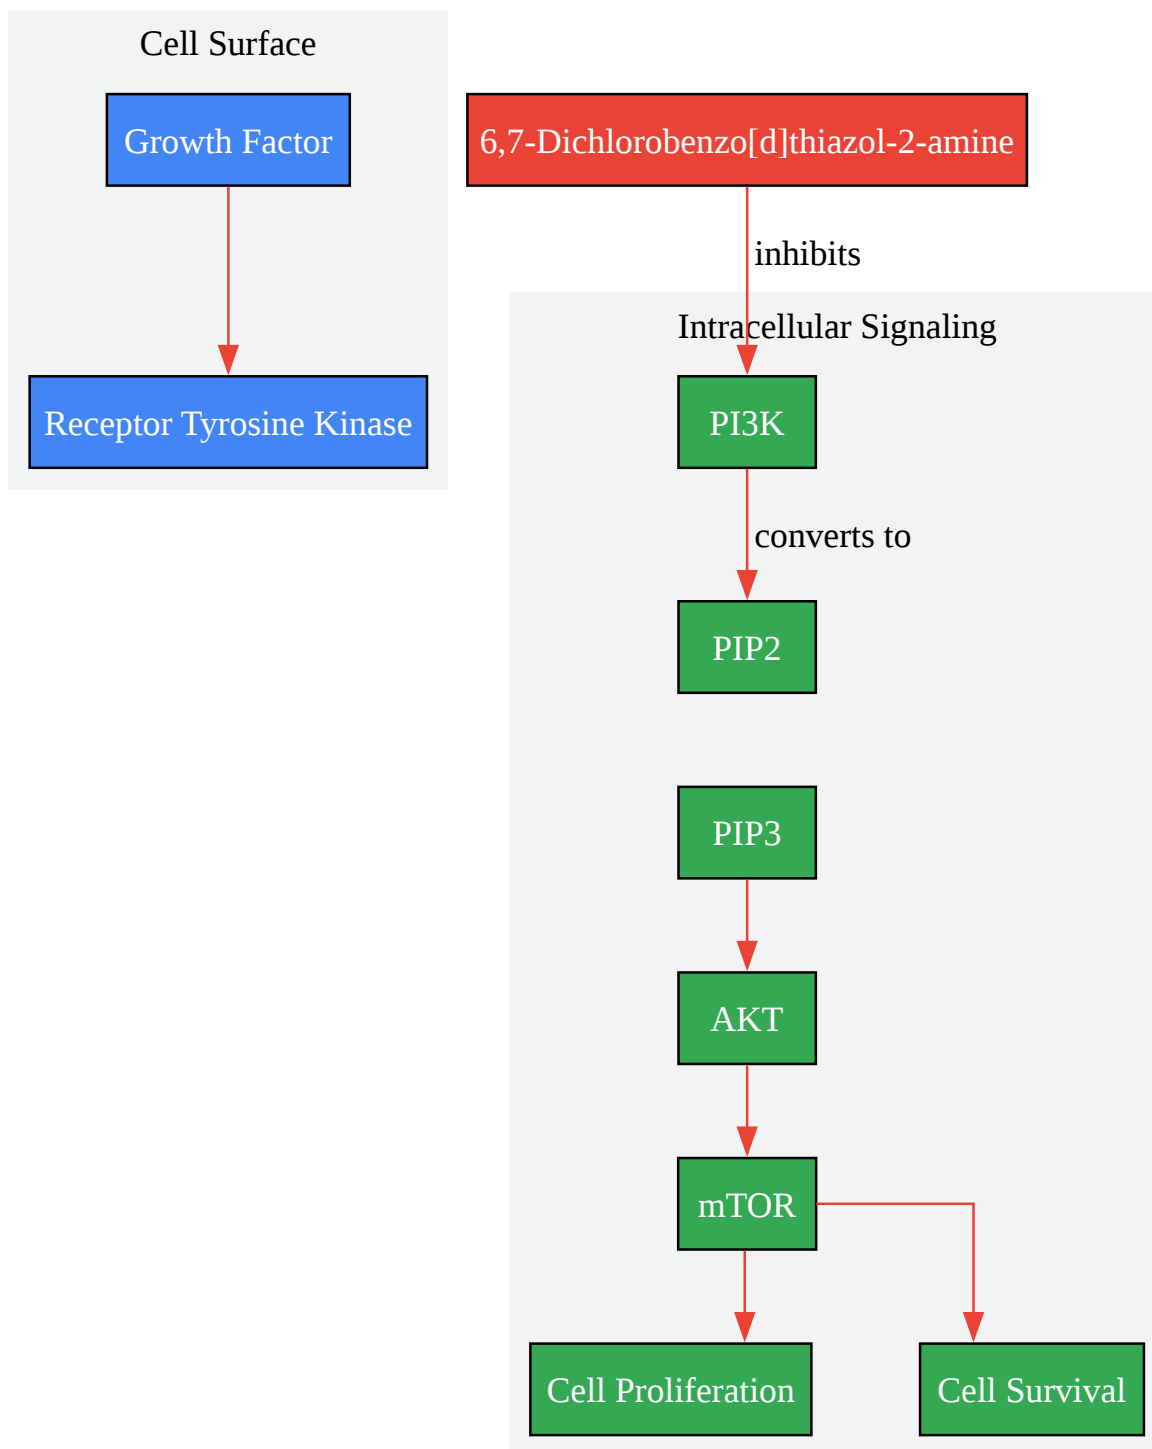 Cell Surface
Growth Factor
Receptor Tyrosine Kinase
6,7-Dichlorobenzo[d]thiazol-2-amine
inhibits
Intracellular Signaling
PI3K
converts to
PIP2
PIP3
AKT
mTOR
Cell Proliferation
Cell Survival